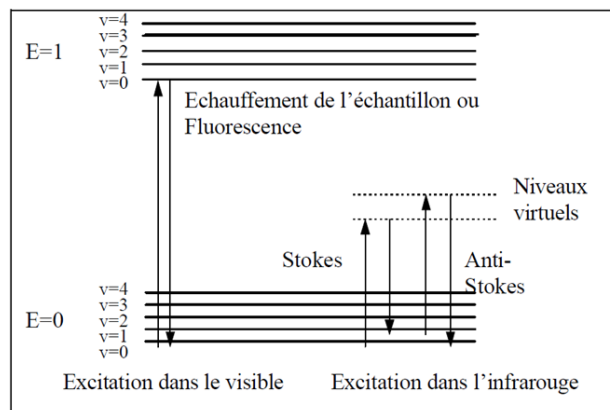 v=4
v=3
E=1
v=2
v=1
v=0
Echauffement de l’échantillon ou
Fluorescence
Niveaux
virtuels
Stokes
Anti-
Stokes
v=4
v=3
E=0
v=2
v=1
v=0
Excitation dans le visible
Excitation dans l’infrarouge